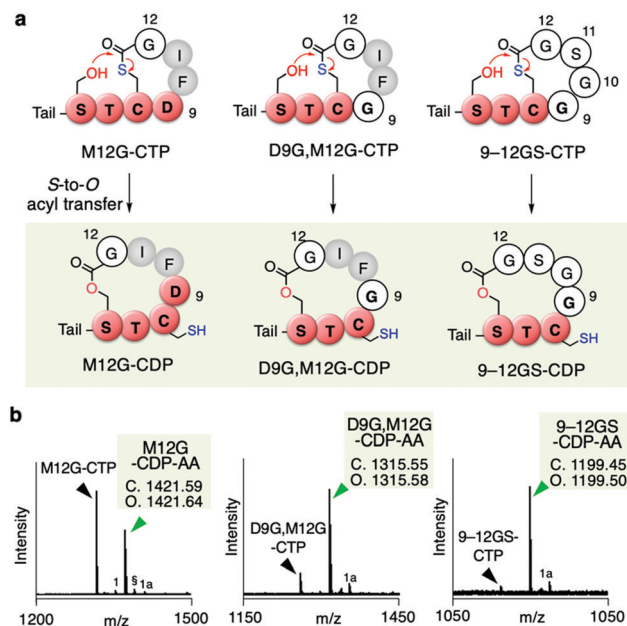 a
12
G
I
F
OH
S
Tail
S T C D
9
M12G-CTP
12
G
I
F
OH
S
Tail
S T C G
9
D9G,M12G-CTP
12
G
S
11
G
10
OH
S
Tail
S T C G
9
9–12GS-CTP
S-to-O
acyl transfer
12
G I F
D
9
O
O
Tail
S T C
SH
M12G-CDP
12
G I F
G
9
O
O
Tail
S T C
SH
D9G,M12G-CDP
12
G S G
G
9
O
O
Tail
S T C
SH
9–12GS-CDP
b
M12G-CTP
M12G
-CDP-AA
C. 1421.59
O. 1421.64
1 § 1a
Intensity
1200 m/z 1500
D9G,M12G
-CTP
D9G,M12G
-CDP-AA
C. 1315.55
O. 1315.58
1a
Intensity
1150 m/z 1450
9–12GS-
CTP
9–12GS
-CDP-AA
C. 1199.45
O. 1199.50
1a
Intensity
1050 m/z 1050